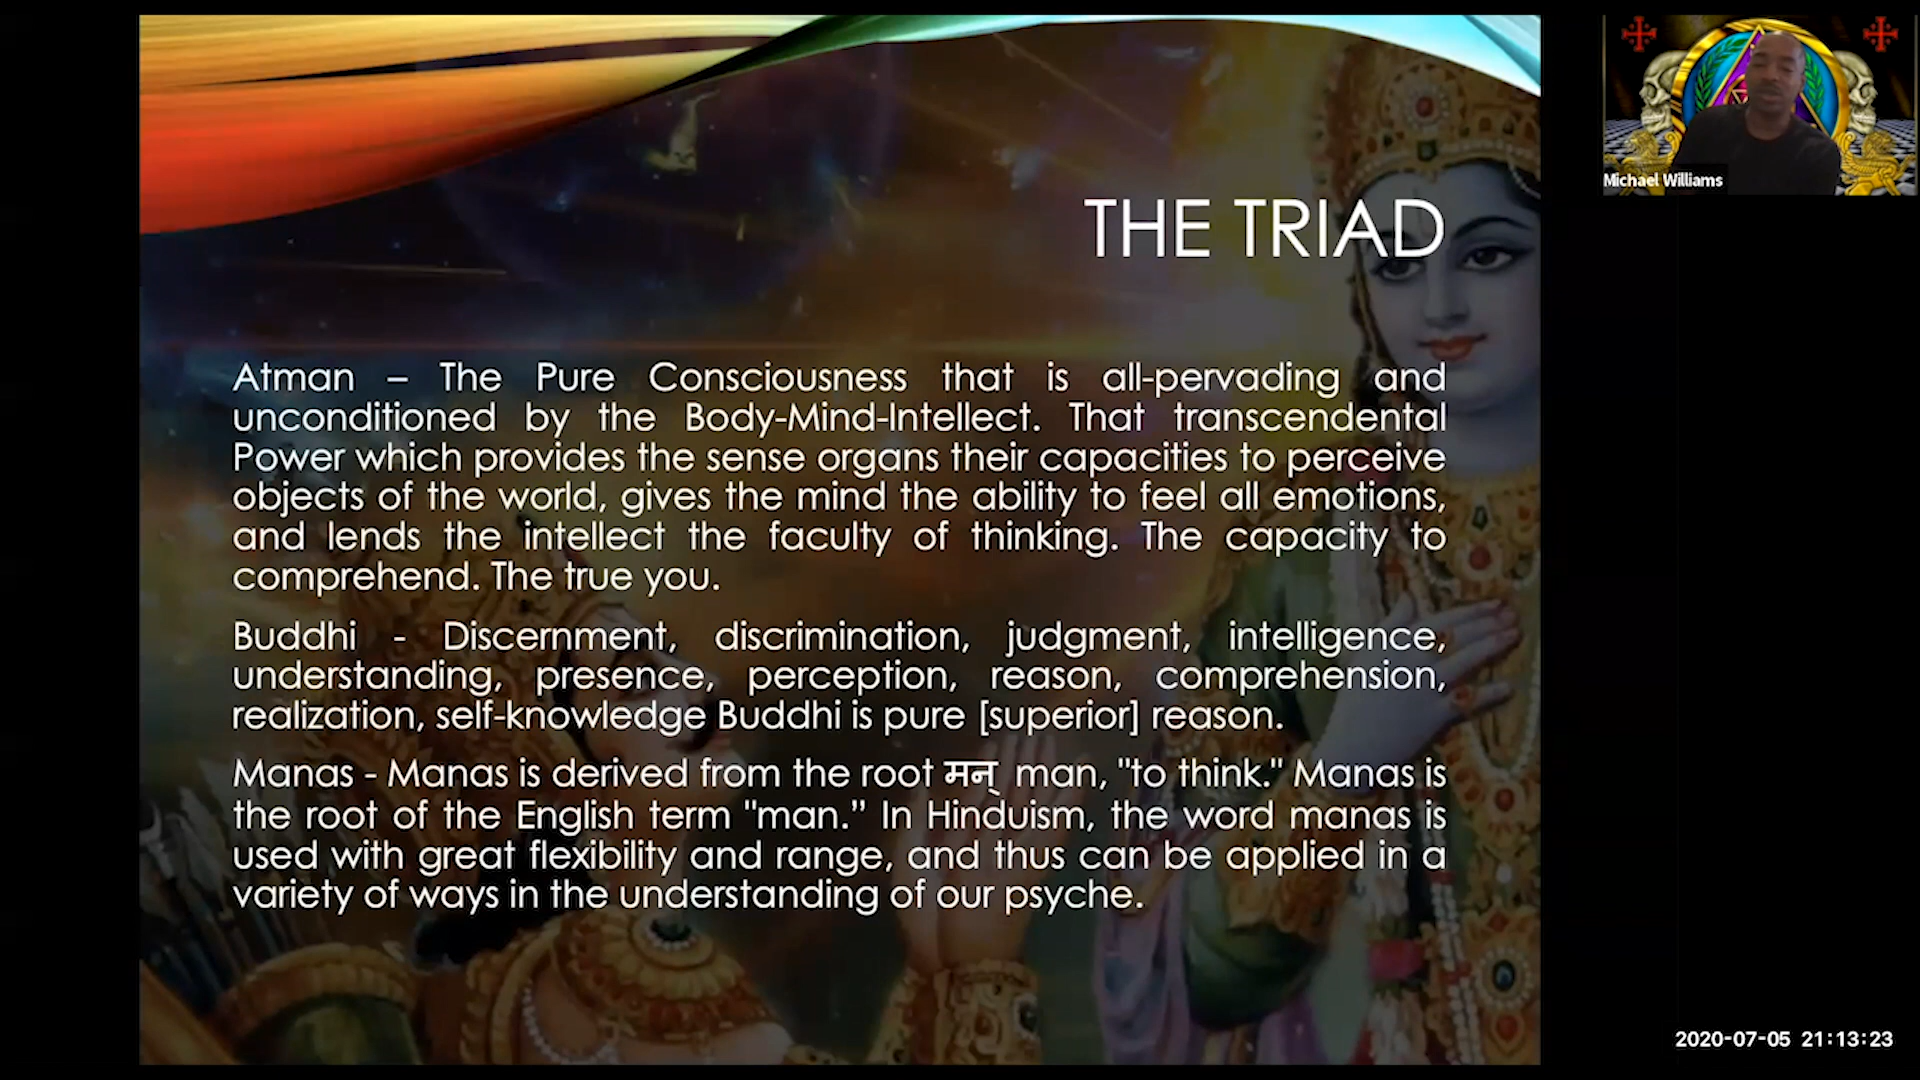 THE TRIAD
Atman – The Pure Consciousness that is all-pervading and
unconditioned by the Body-Mind-Intellect. That transcendental
Power which provides the sense organs their capacities to perceive
objects of the world, gives the mind the ability to feel all emotions,
and lends the intellect the faculty of thinking. The capacity to
comprehend. The true you.
Buddhi - Discernment, discrimination, judgment, intelligence,
understanding, presence, perception, reason, comprehension,
realization, self-knowledge Buddhi is pure [superior] reason.
Manas - Manas is derived from the root मन् man, "to think." Manas is
the root of the English term "man.” In Hinduism, the word manas is
used with great flexibility and range, and thus can be applied in a
variety of ways in the understanding of our psyche.
Michael Williams
2020-07-05 21:13:23